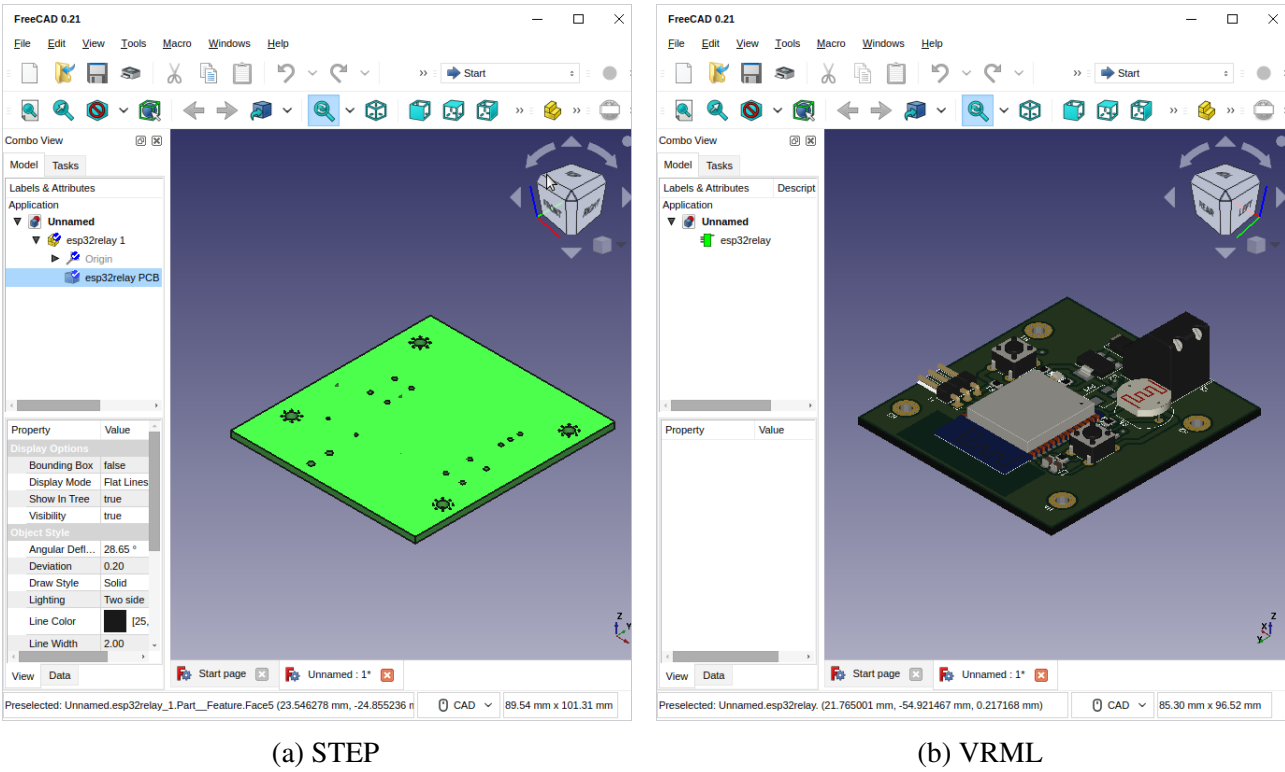 FreeCAD 0.21
File Edit View Tools Macro Windows Help
Start
Combo View
Model Tasks
Labels & Attributes
Application
Unnamed
esp32relay 1
Origin
esp32relay PCB
Property Value
Display Options
Bounding Box false
Display Mode Flat Lines
Show In Tree true
Visibility true
Object Style
Angular Defl... 28.65 °
Deviation 0.20
Draw Style Solid
Lighting Two side
Line Color [25,
Line Width 2.00
View Data
FRONT RIGHT
Z
Y
Start page Unnamed : 1*
Preselected: Unnamed.esp32relay_1.Part__Feature.Face5 (23.546278 mm, -24.855236 m CAD 89.54 mm x 101.31 mm
(a) STEP
FreeCAD 0.21
File Edit View Tools Macro Windows Help
Start
Combo View
Model Tasks
Labels & Attributes Descript
Application
Unnamed
esp32relay
Property Value
View Data
REAR LEFT
Z
X
Y
Start page Unnamed : 1*
Preselected: Unnamed.esp32relay. (21.765001 mm, -54.921467 mm, 0.217168 mm) CAD 85.30 mm x 96.52 mm
(b) VRML